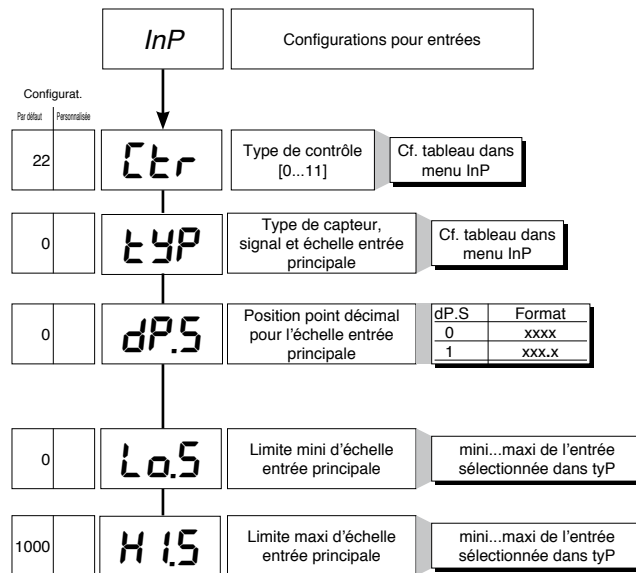 InP
Configurations pour entrées
Configurat.
Par défaut
Personnalisée
22
Ctr
Type de contrôle
[0...11]
Cf. tableau dans
menu InP
0
tYP
Type de capteur,
signal et échelle entrée
principale
Cf. tableau dans
menu InP
0
dP.S
Position point décimal
pour l'échelle entrée
principale
dP.S Format
0 xxxx
1 xxx.x
0
Lo.S
Limite mini d'échelle
entrée principale
mini...maxi de l'entrée
sélectionnée dans tyP
1000
HI.S
Limite maxi d'échelle
entrée principale
mini...maxi de l'entrée
sélectionnée dans tyP